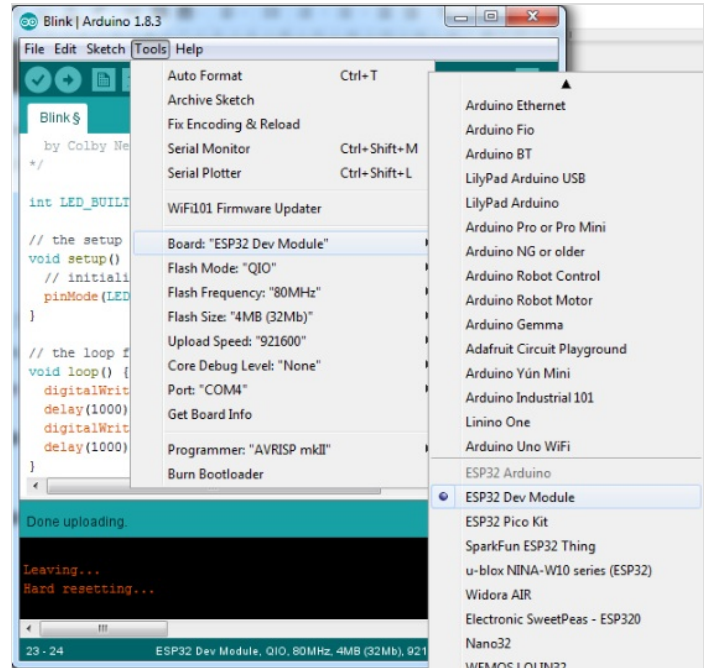 Blink | Arduino 1.8.3
File Edit Sketch Tools Help
Blink §
by Colby
*/
int
// the setup
void setup() {
//
pinMode(
}
// the loop
void loop() {
delay(1000)
delay(1000)
}
Auto Format Ctrl+T
Archive Sketch
Fix Encoding & Reload
Serial Monitor Ctrl+Shift+M
Serial Plotter Ctrl+Shift+L
WiFi101 Firmware Updater
Board: "ESP32 Dev Module"
Flash Mode: "QIO"
Flash Frequency: "80MHz"
Flash Size: "4MB (32Mb)"
Upload Speed: "921600"
Core Debug Level: "None"
Port: "COM4"
Get Board Info
Programmer: "AVRISP mkII"
Burn Bootloader
Arduino Ethernet
Arduino Fio
Arduino BT
LilyPad Arduino USB
LilyPad Arduino
Arduino Pro or Pro Mini
Arduino NG or older
Arduino Robot Control
Arduino Robot Motor
Arduino Gemma
Adafruit Circuit Playground
Arduino Yún Mini
Arduino Industrial 101
Linino One
Arduino Uno WiFi
ESP32 Arduino
ESP32 Dev Module
ESP32 Pico Kit
SparkFun ESP32 Thing
u-blox NINA-W10 series (ESP32)
Widora AIR
Electronic SweetPeas - ESP320
Nano32
Done uploading.
Leaving...
Hard resetting...
23 - 24 ESP32 Dev Module, QIO, 80MHz, 4MB (32Mb), 921